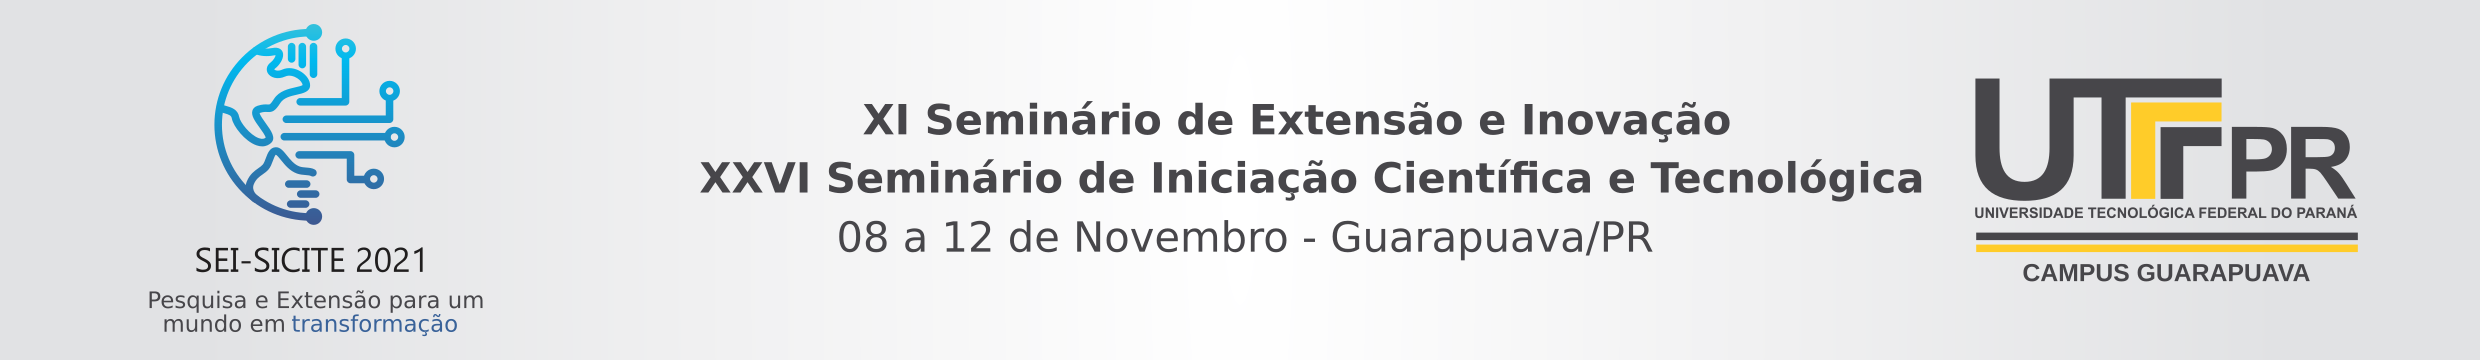 SEI-SICITE 2021
Pesquisa e Extensão para um
mundo em transformação
XI Seminário de Extensão e Inovação
XXVI Seminário de Iniciação Científica e Tecnológica
08 a 12 de Novembro - Guarapuava/PR
UTFPR
UNIVERSIDADE TECNOLÓGICA FEDERAL DO PARANÁ
CAMPUS GUARAPUAVA